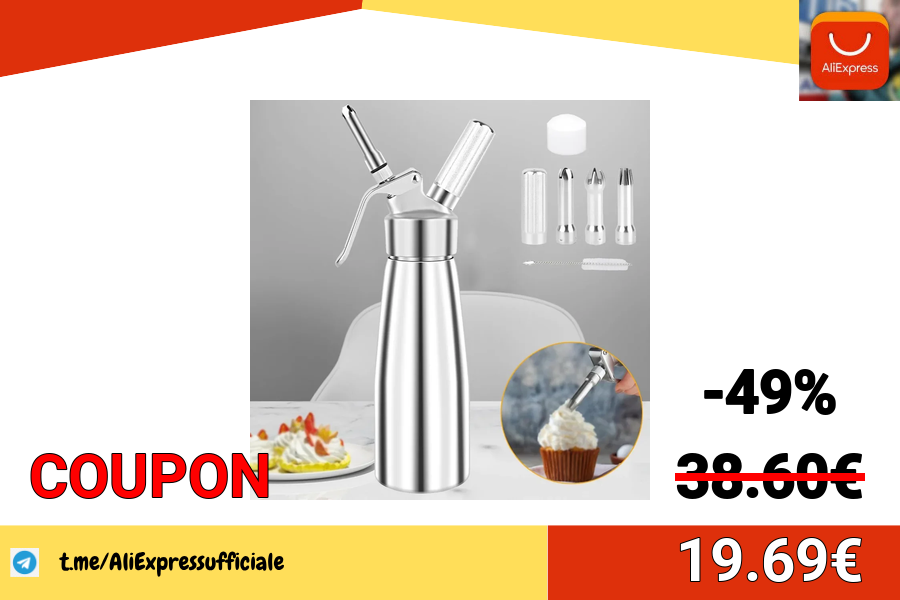 AliExpress
-49%
38.60€
COUPON
t.me/AliExpressufficiale
19.69€